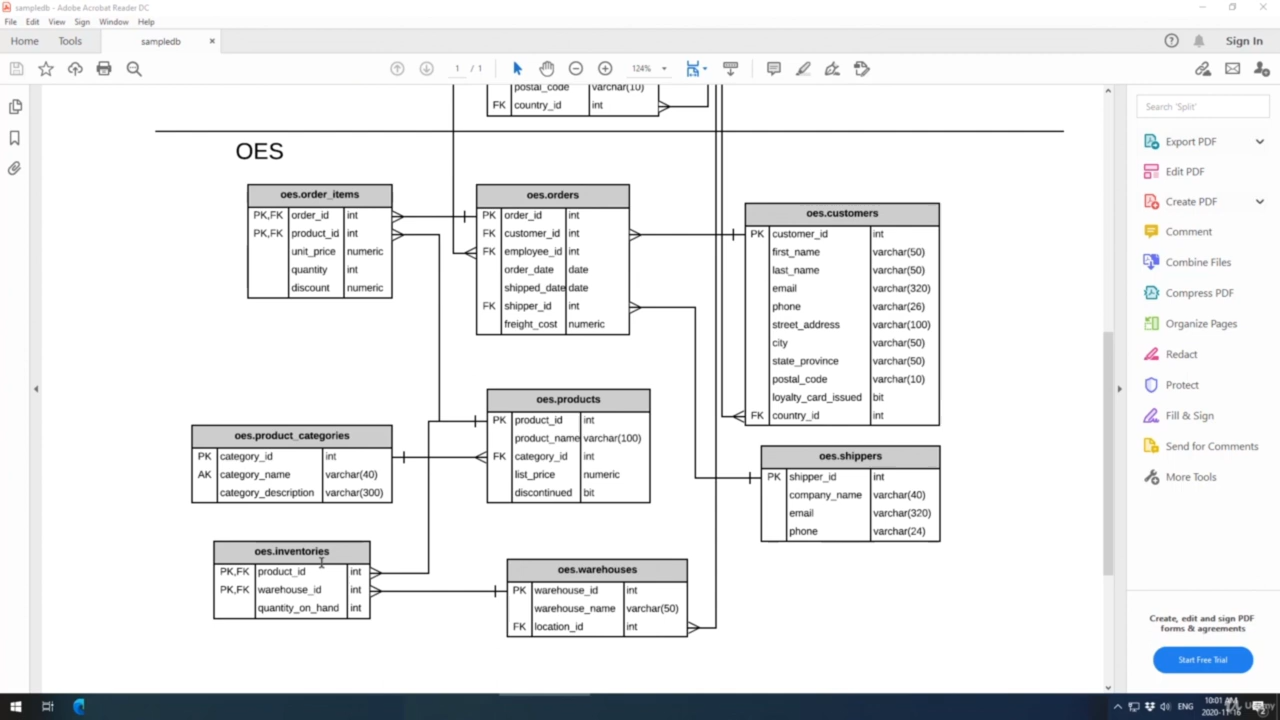 sampledb - Adobe Acrobat Reader DC
File Edit View Sign Window Help
Home Tools sampledb × Sign In
1 / 1 124%
postal_code varchar(10)
FK country_id int
OES
oes.order_items
PK,FK order_id int
PK,FK product_id int
unit_price numeric
quantity int
discount numeric
oes.orders
PK order_id int
FK customer_id int
FK employee_id int
order_date date
shipped_date date
FK shipper_id int
freight_cost numeric
oes.customers
PK customer_id int
first_name varchar(50)
last_name varchar(50)
email varchar(320)
phone varchar(26)
street_address varchar(100)
city varchar(50)
state_province varchar(50)
postal_code varchar(10)
loyalty_card_issued bit
FK country_id int
oes.products
PK product_id int
product_name varchar(100)
FK category_id int
list_price numeric
discontinued bit
oes.product_categories
PK category_id int
AK category_name varchar(40)
category_description varchar(300)
oes.shippers
PK shipper_id int
company_name varchar(40)
email varchar(320)
phone varchar(24)
oes.inventories
PK,FK product_id int
PK,FK warehouse_id int
quantity_on_hand int
oes.warehouses
PK warehouse_id int
warehouse_name varchar(50)
FK location_id int
Search 'Split'
Export PDF
Edit PDF
Create PDF
Comment
Combine Files
Compress PDF
Organize Pages
Redact
Protect
Fill & Sign
Send for Comments
More Tools
Create, edit and sign PDF
forms & agreements
Start Free Trial
ENG
10:01 AM
2020-11-16
Udemy